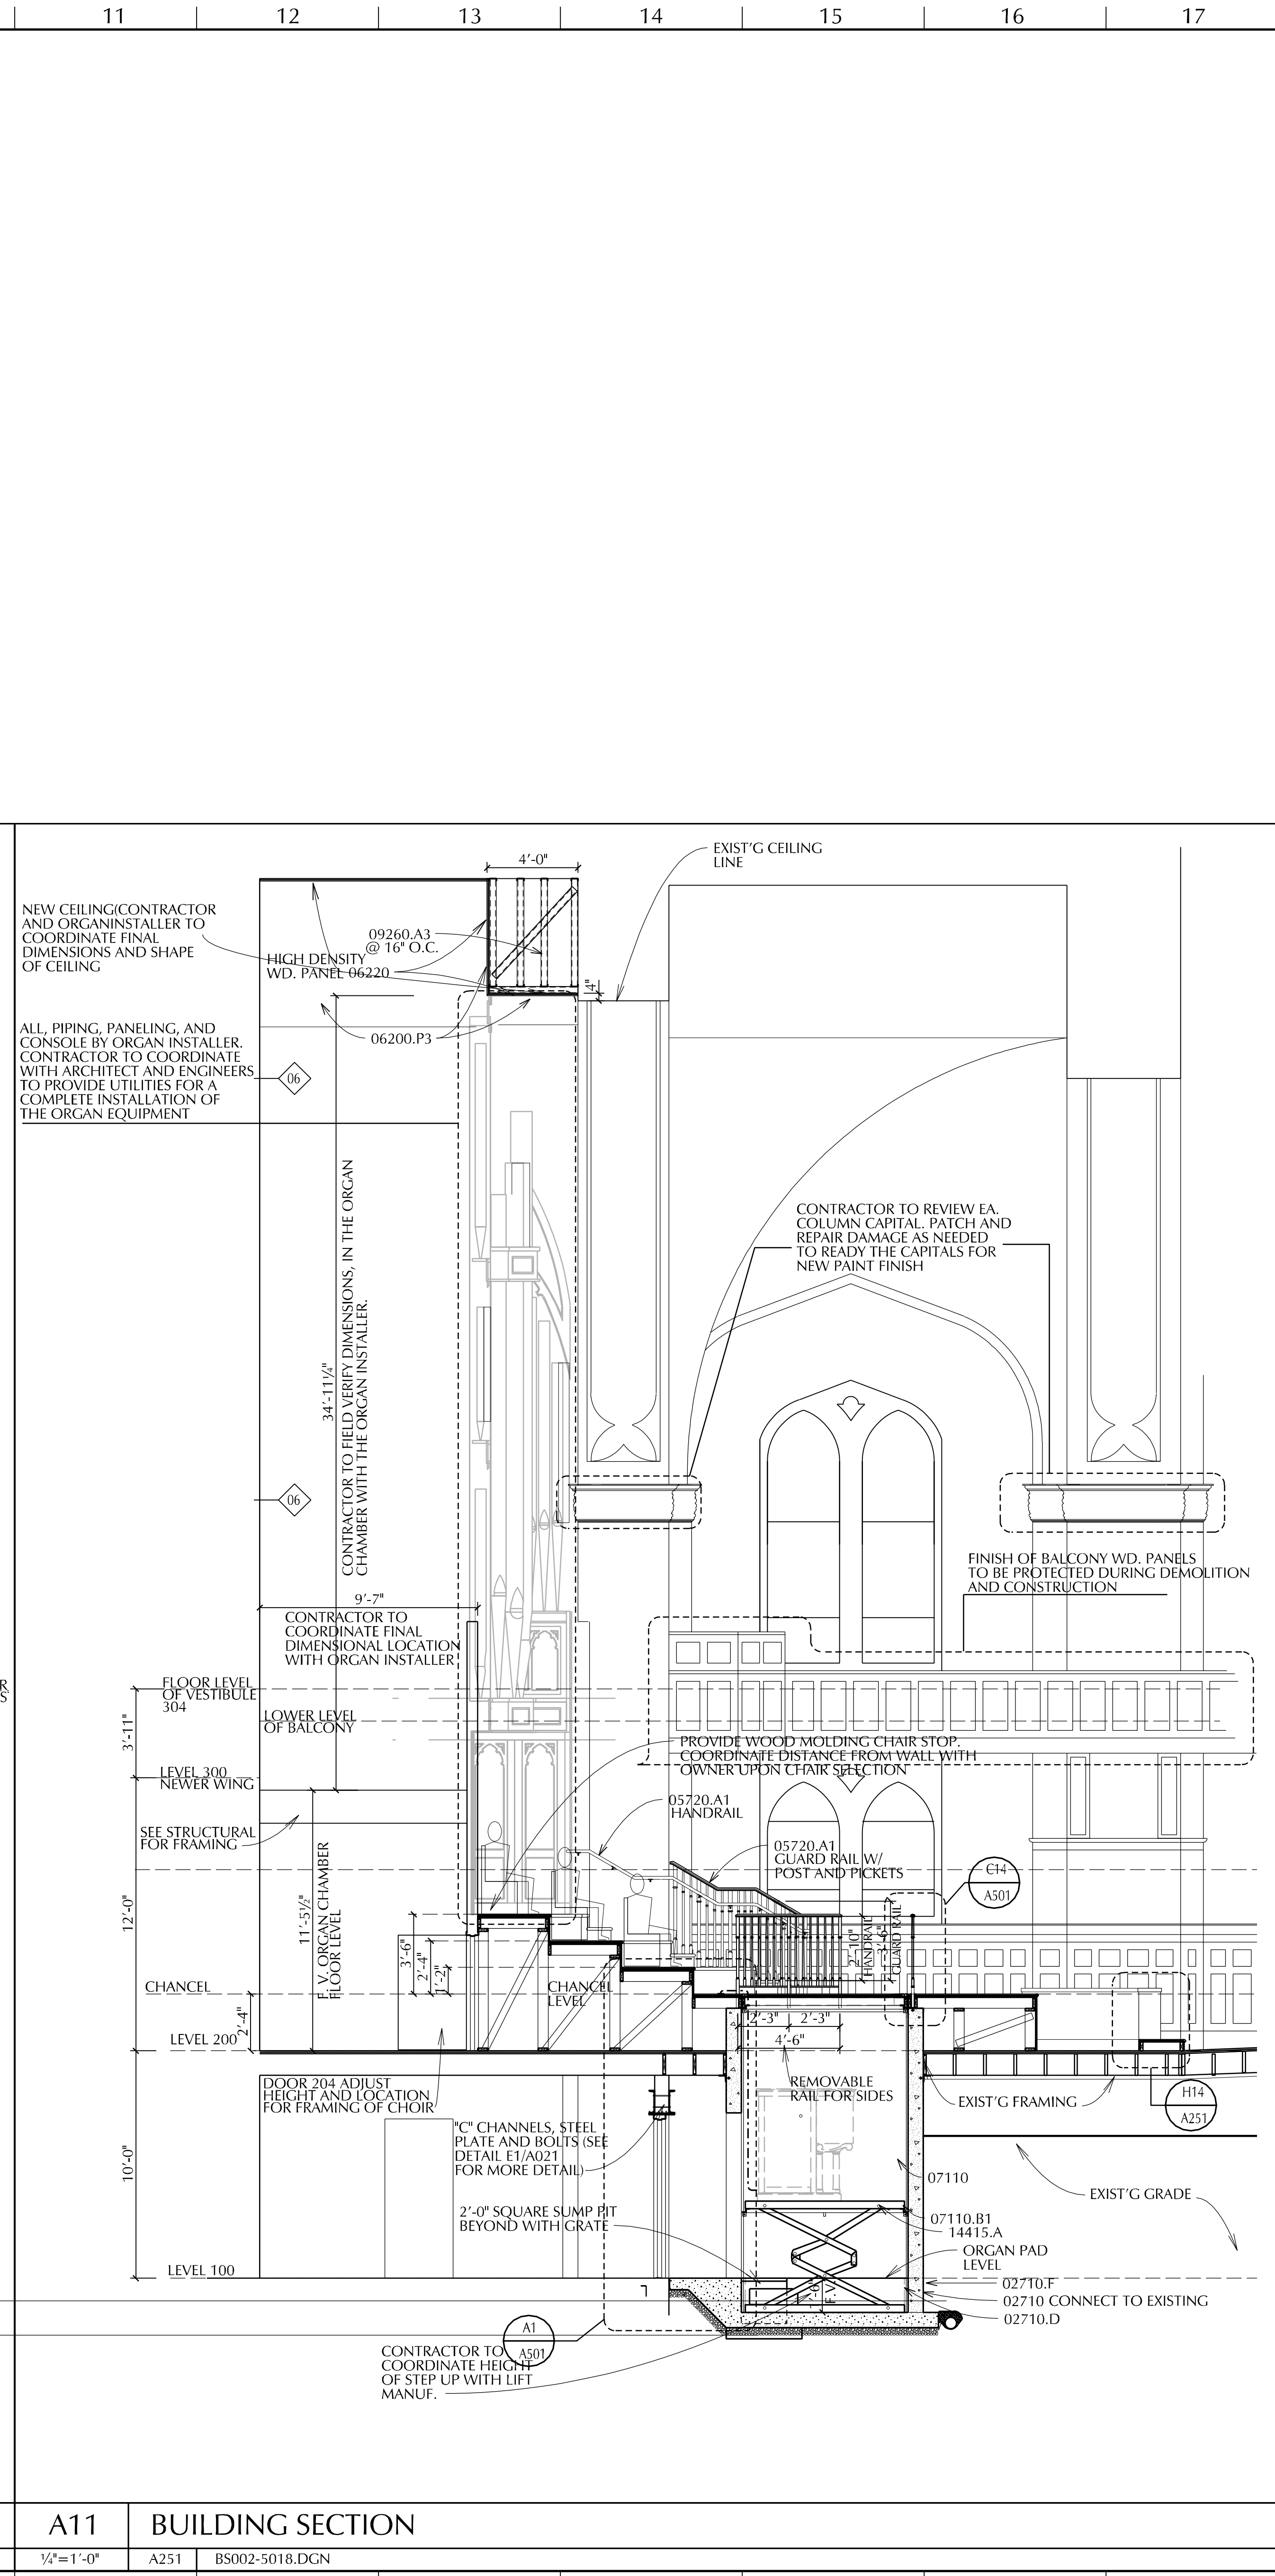 11 12 13 14 15 16 17
4'-0"
EXIST'G CEILING
LINE
NEW CEILING(CONTRACTOR
AND ORGANINSTALLER TO
COORDINATE FINAL
DIMENSIONS AND SHAPE
OF CEILING
09260.A3
@ 16" O.C.
HIGH DENSITY
WD. PANEL 06220
4"
06200.P3
ALL, PIPING, PANELING, AND
CONSOLE BY ORGAN INSTALLER.
CONTRACTOR TO COORDINATE
WITH ARCHITECT AND ENGINEERS
TO PROVIDE UTILITIES FOR A
COMPLETE INSTALLATION OF
THE ORGAN EQUIPMENT
06
34'-11¼"
CONTRACTOR TO FIELD VERIFY DIMENSIONS, IN THE ORGAN
CHAMBER WITH THE ORGAN INSTALLER.
CONTRACTOR TO REVIEW EA.
COLUMN CAPITAL. PATCH AND
REPAIR DAMAGE AS NEEDED
TO READY THE CAPITALS FOR
NEW PAINT FINISH
06
FINISH OF BALCONY WD. PANELS
TO BE PROTECTED DURING DEMOLITION
AND CONSTRUCTION
9'-7"
CONTRACTOR TO
COORDINATE FINAL
DIMENSIONAL LOCATION
WITH ORGAN INSTALLER
R
S
FLOOR LEVEL
OF VESTIBULE
304
LOWER LEVEL
OF BALCONY
3'-11"
PROVIDE WOOD MOLDING CHAIR STOP.
COORDINATE DISTANCE FROM WALL WITH
OWNER UPON CHAIR SELECTION
LEVEL 300
NEWER WING
05720.A1
HANDRAIL
SEE STRUCTURAL
FOR FRAMING
05720.A1
GUARD RAIL W/
POST AND PICKETS
C14
A501
12'-0"
11'-5½"
F. V. ORGAN CHAMBER
FLOOR LEVEL
3'-6"
2'-4"
1'-2"
2'-10"
HANDRAIL
3'-6"
GUARD RAIL
CHANCEL
CHANCEL
LEVEL
2'-4"
LEVEL 200
2'-3" 2'-3"
4'-6"
DOOR 204 ADJUST
HEIGHT AND LOCATION
FOR FRAMING OF CHOIR
REMOVABLE
RAIL FOR SIDES
EXIST'G FRAMING
H14
A251
"C" CHANNELS, STEEL
PLATE AND BOLTS (SEE
DETAIL E1/A021
FOR MORE DETAIL)
10'-0"
07110
EXIST'G GRADE
2'-0" SQUARE SUMP PIT
BEYOND WITH GRATE
07110.B1
14415.A
ORGAN PAD
LEVEL
LEVEL 100
02710.F
02710 CONNECT TO EXISTING
02710.D
A1
A501
CONTRACTOR TO
COORDINATE HEIGHT
OF STEP UP WITH LIFT
MANUF.
A11 BUILDING SECTION
¼"=1'-0" A251 BS002-5018.DGN